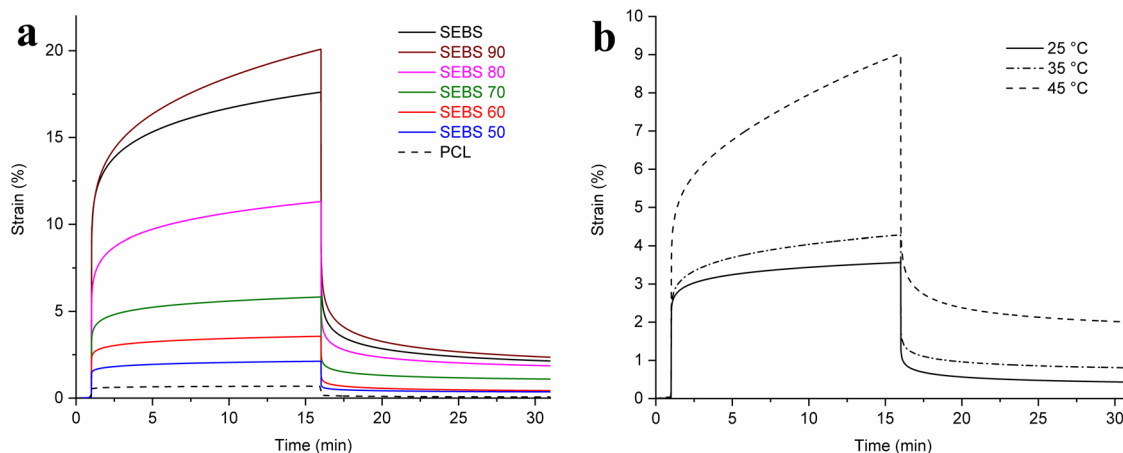 a
SEBS
SEBS 90
SEBS 80
SEBS 70
SEBS 60
SEBS 50
PCL
Strain (%)
20
15
10
5
0
0 5 10 15 20 25 30
Time (min)
b
25 °C
35 °C
45 °C
Strain (%)
10
9
8
7
6
5
4
3
2
1
0
0 5 10 15 20 25 30
Time (min)